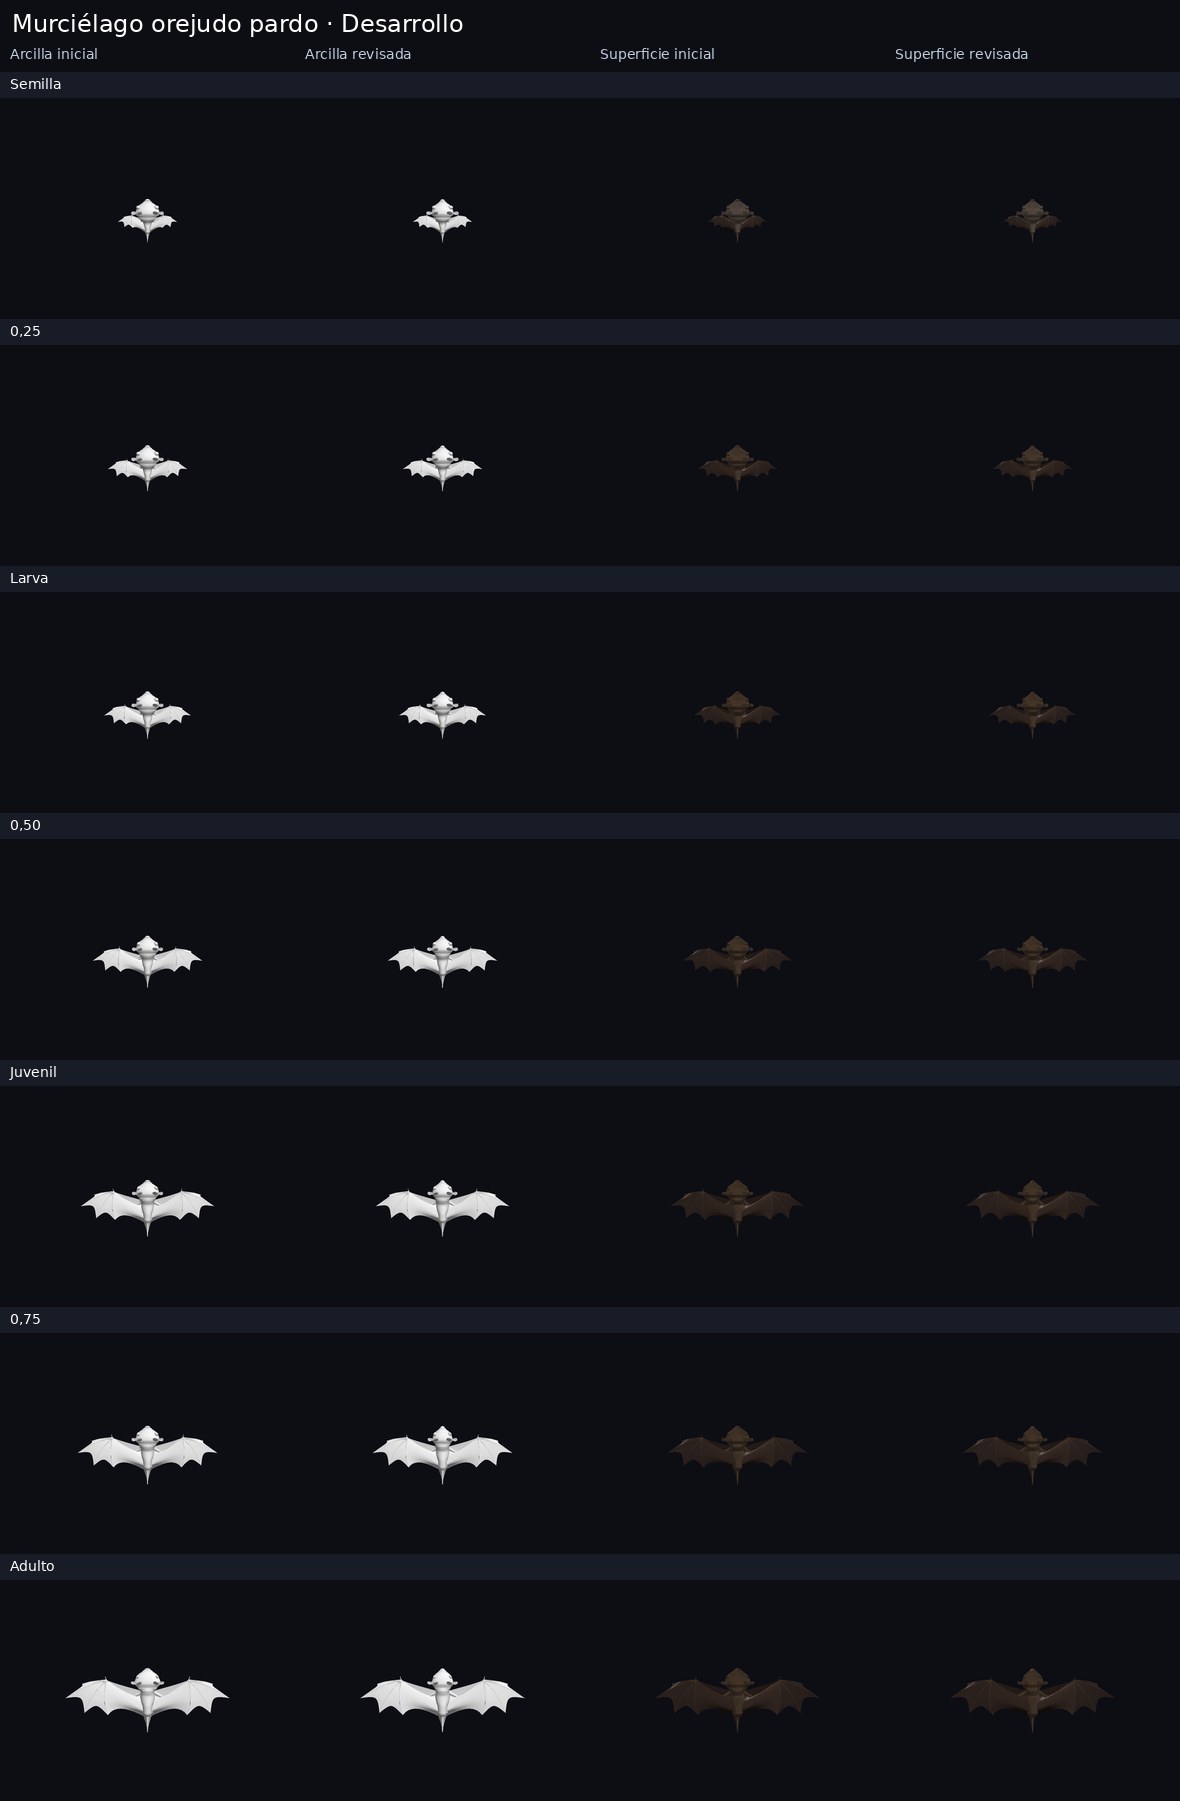 Murciélago orejudo pardo · Desarrollo
Arcilla inicial Arcilla revisada Superficie inicial Superficie revisada
Semilla
0,25
Larva
0,50
Juvenil
0,75
Adulto